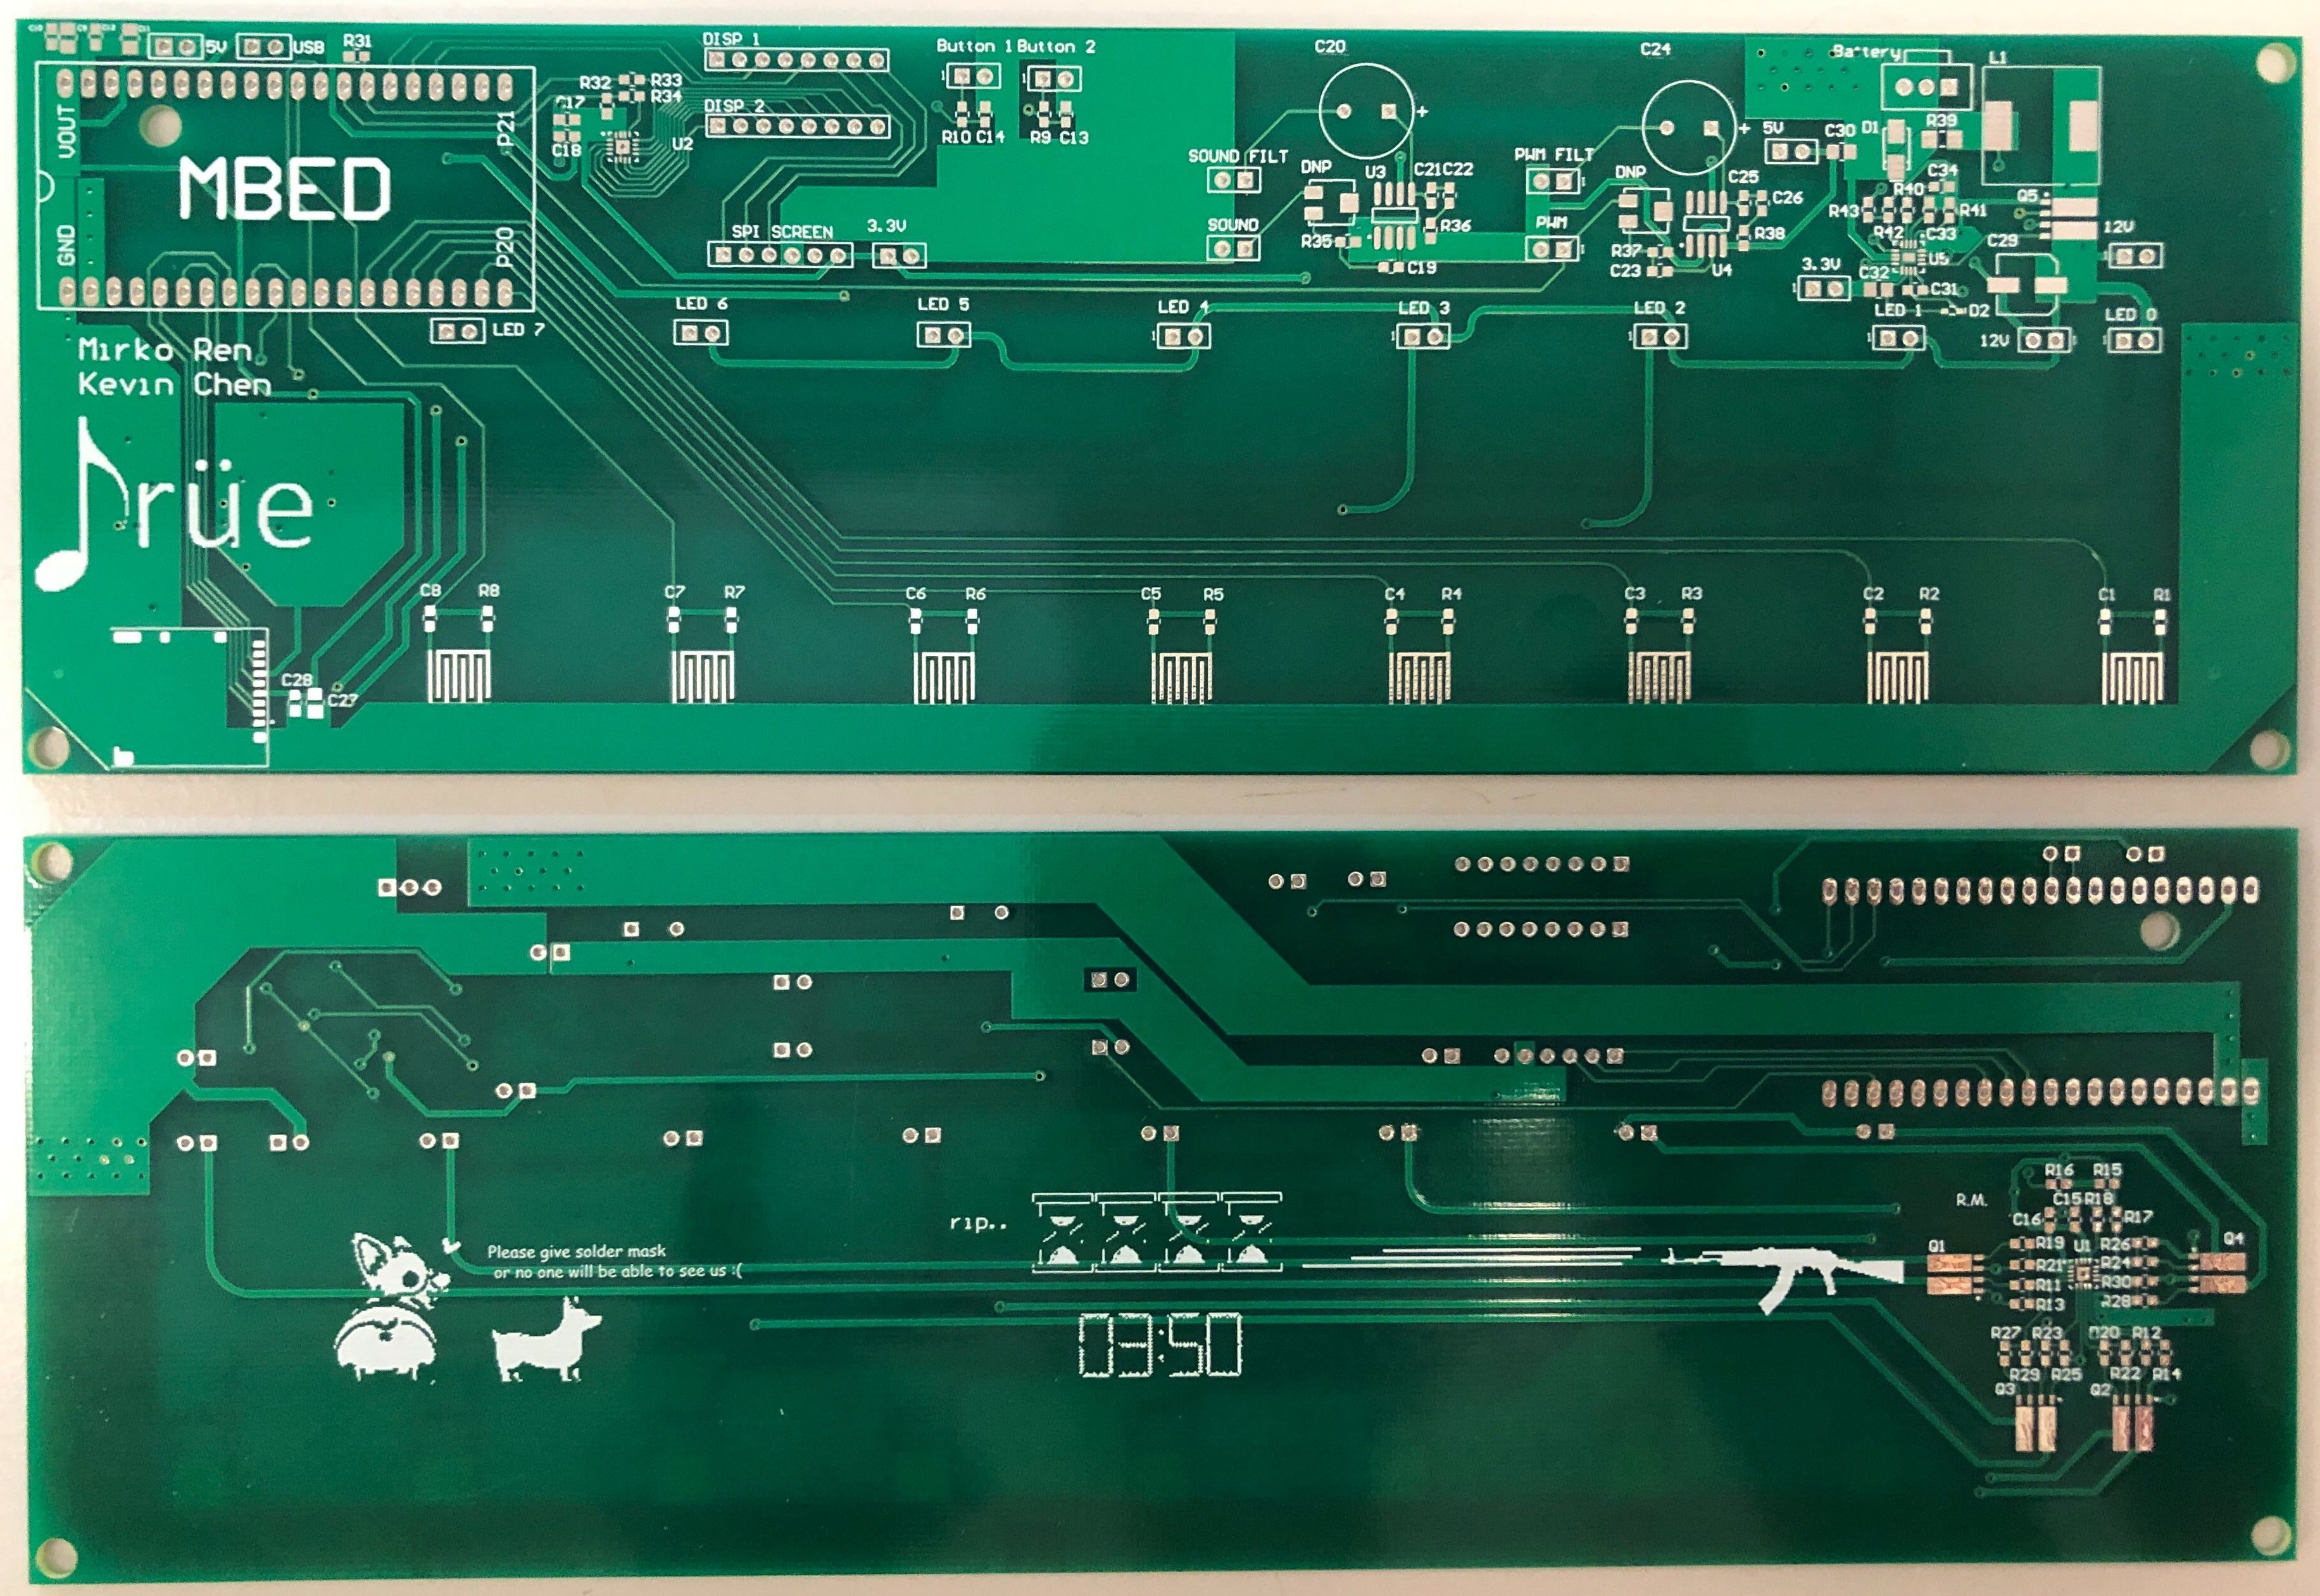 C10 C9 C12 C11
5V USB R31
DISP 1
Button 1 Button 2
C20
C24
Battery
L1
VOUT
P21
R32 R33
R34
C17
C18
U2
DISP 2
R10 C14 R9 C13
+
+
5V C30 D1 R39
MBED
SOUND FILT
DNP
U3
C21 C22
PWM FILT
DNP
C25
C26
C34
R40
R43
R41
R42
C33
Q5
12V
GND
P20
SPI SCREEN 3.3V
SOUND
R35
R36
C19
PWM
R37
C23
R38
U4
C29
U5
3.3V C32
C31
D2
LED 7
LED 6
LED 5
LED 4
LED 3
LED 2
LED 1
12V
LED 0
Mirko Ren
Kevin Chen
rüe
C8 R8 C7 R7 C6 R6 C5 R5 C4 R4 C3 R3 C2 R2 C1 R1
C28
C27
R16 R15
R.M.
C15 R18
C16 R17
rip..
Please give solder mask
or no one will be able to see us :(
Q1 R19 R26 Q4
R21 U1 R24
R11 R30
R13 R28
03:50
R27 R23 R20 R12
R29 R25 R22 R14
Q3 Q2